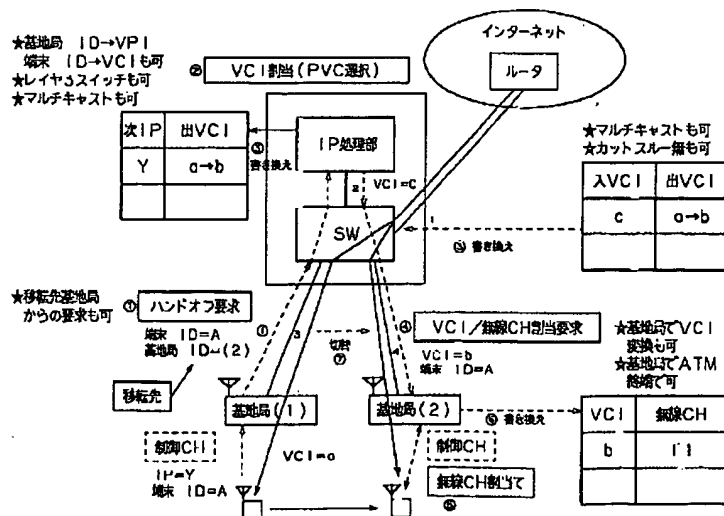 ★基地局 ID→VPI
端末 ID→VCIも可
★レイヤ3スイッチも可
★マルチキャストも可
② VCI割当(PVC選択)
インターネット
ルータ
次IP 出VCI
Y a→b
③
書き換え
IP処理部
2
VCI=C
SW
1
★マルチキャストも可
★カットスルー無も可
入VCI 出VCI
c a→b
③ 書き換え
★移転先基地局
からの要求も可
① ハンドオフ要求
端末 ID=A
基地局 ID=(2)
移転先
①
3
切替
⑦
④ VCI/無線CH割当要求
VCI=b
端末 ID=A
★基地局でVCI
変換も可
★基地局でATM
終端で可
基地局(1)
基地局(2)
⑤ 書き換え
VCI 無線CH
b
制御CH
VCI=a
IP=Y
端末 ID=A
制御CH
無線CH割当て
⑥